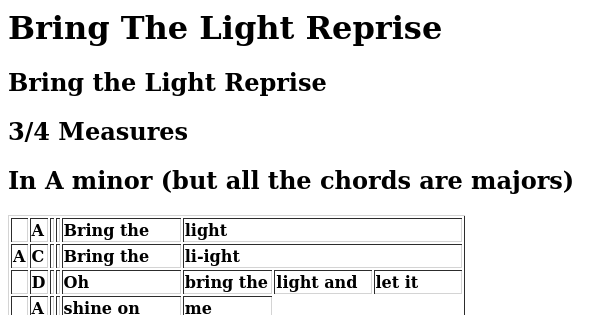 Bring The Light Reprise
Bring the Light Reprise
3/4 Measures
In A minor (but all the chords are majors)
A Bring the light
A C Bring the li-ight
D Oh bring the light and let it
A shine on me